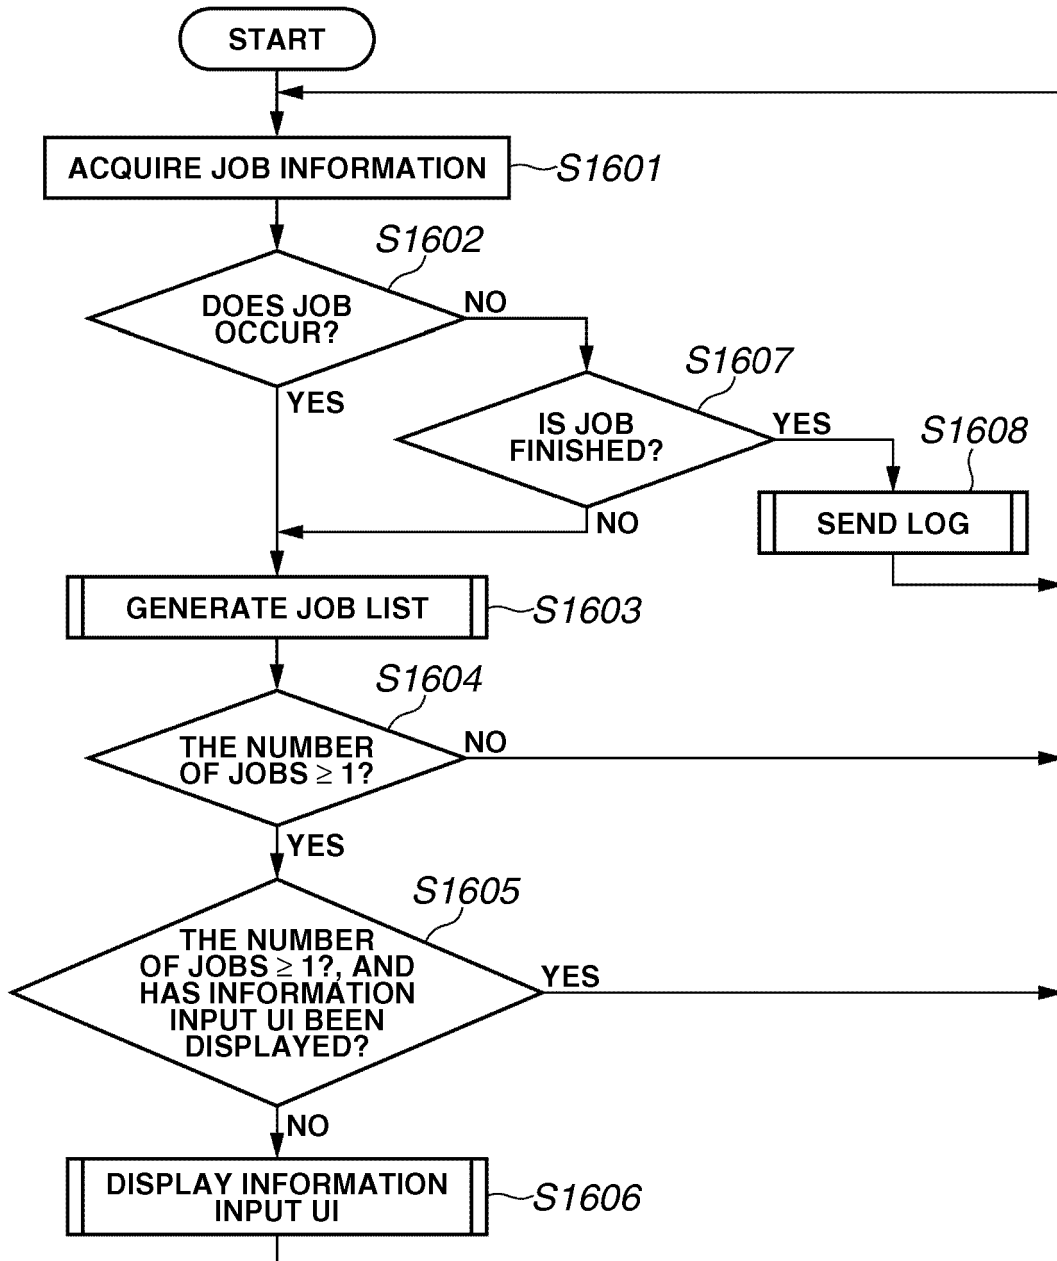 START
ACQUIRE JOB INFORMATION
S1601
S1602
DOES JOB
OCCUR?
NO
YES
S1607
IS JOB
FINISHED?
YES
NO
S1608
SEND LOG
GENERATE JOB LIST
S1603
S1604
THE NUMBER
OF JOBS ≥ 1?
NO
YES
S1605
THE NUMBER
OF JOBS ≥ 1?, AND
HAS INFORMATION
INPUT UI BEEN
DISPLAYED?
YES
NO
DISPLAY INFORMATION
INPUT UI
S1606